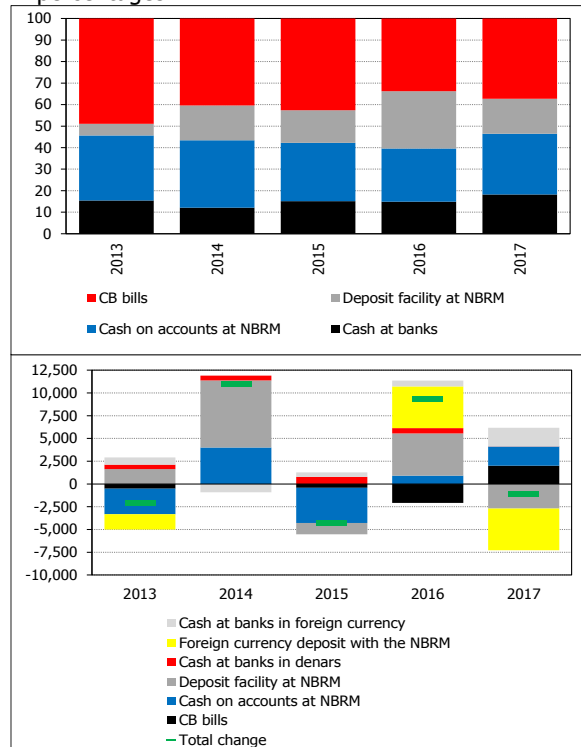 percentages
100
90
80
70
60
50
40
30
20
10
0
2013 2014 2015 2016 2017
CB bills Deposit facility at NBRM
Cash on accounts at NBRM Cash at banks
12,500
10,000
7,500
5,000
2,500
0
-2,500
-5,000
-7,500
-10,000
2013 2014 2015 2016 2017
Cash at banks in foreign currency
Foreign currency deposit with the NBRM
Cash at banks in denars
Deposit facility at NBRM
Cash on accounts at NBRM
CB bills
Total change